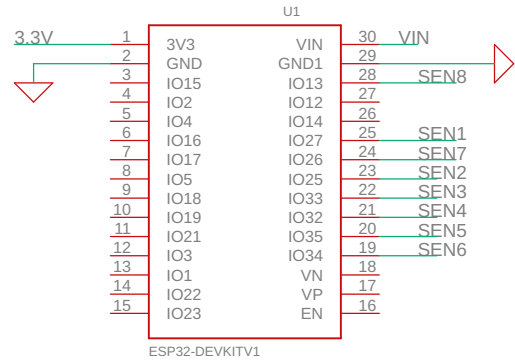 U1
3.3V 1 3V3 VIN 30 VIN
2 GND GND1 29
3 IO15 IO13 28 SEN8
4 IO2 IO12 27
5 IO4 IO14 26
6 IO16 IO27 25 SEN1
7 IO17 IO26 24 SEN7
8 IO5 IO25 23 SEN2
9 IO18 IO33 22 SEN3
10 IO19 IO32 21 SEN4
11 IO21 IO35 20 SEN5
12 IO3 IO34 19 SEN6
13 IO1 VN 18
14 IO22 VP 17
15 IO23 EN 16
ESP32-DEVKITV1